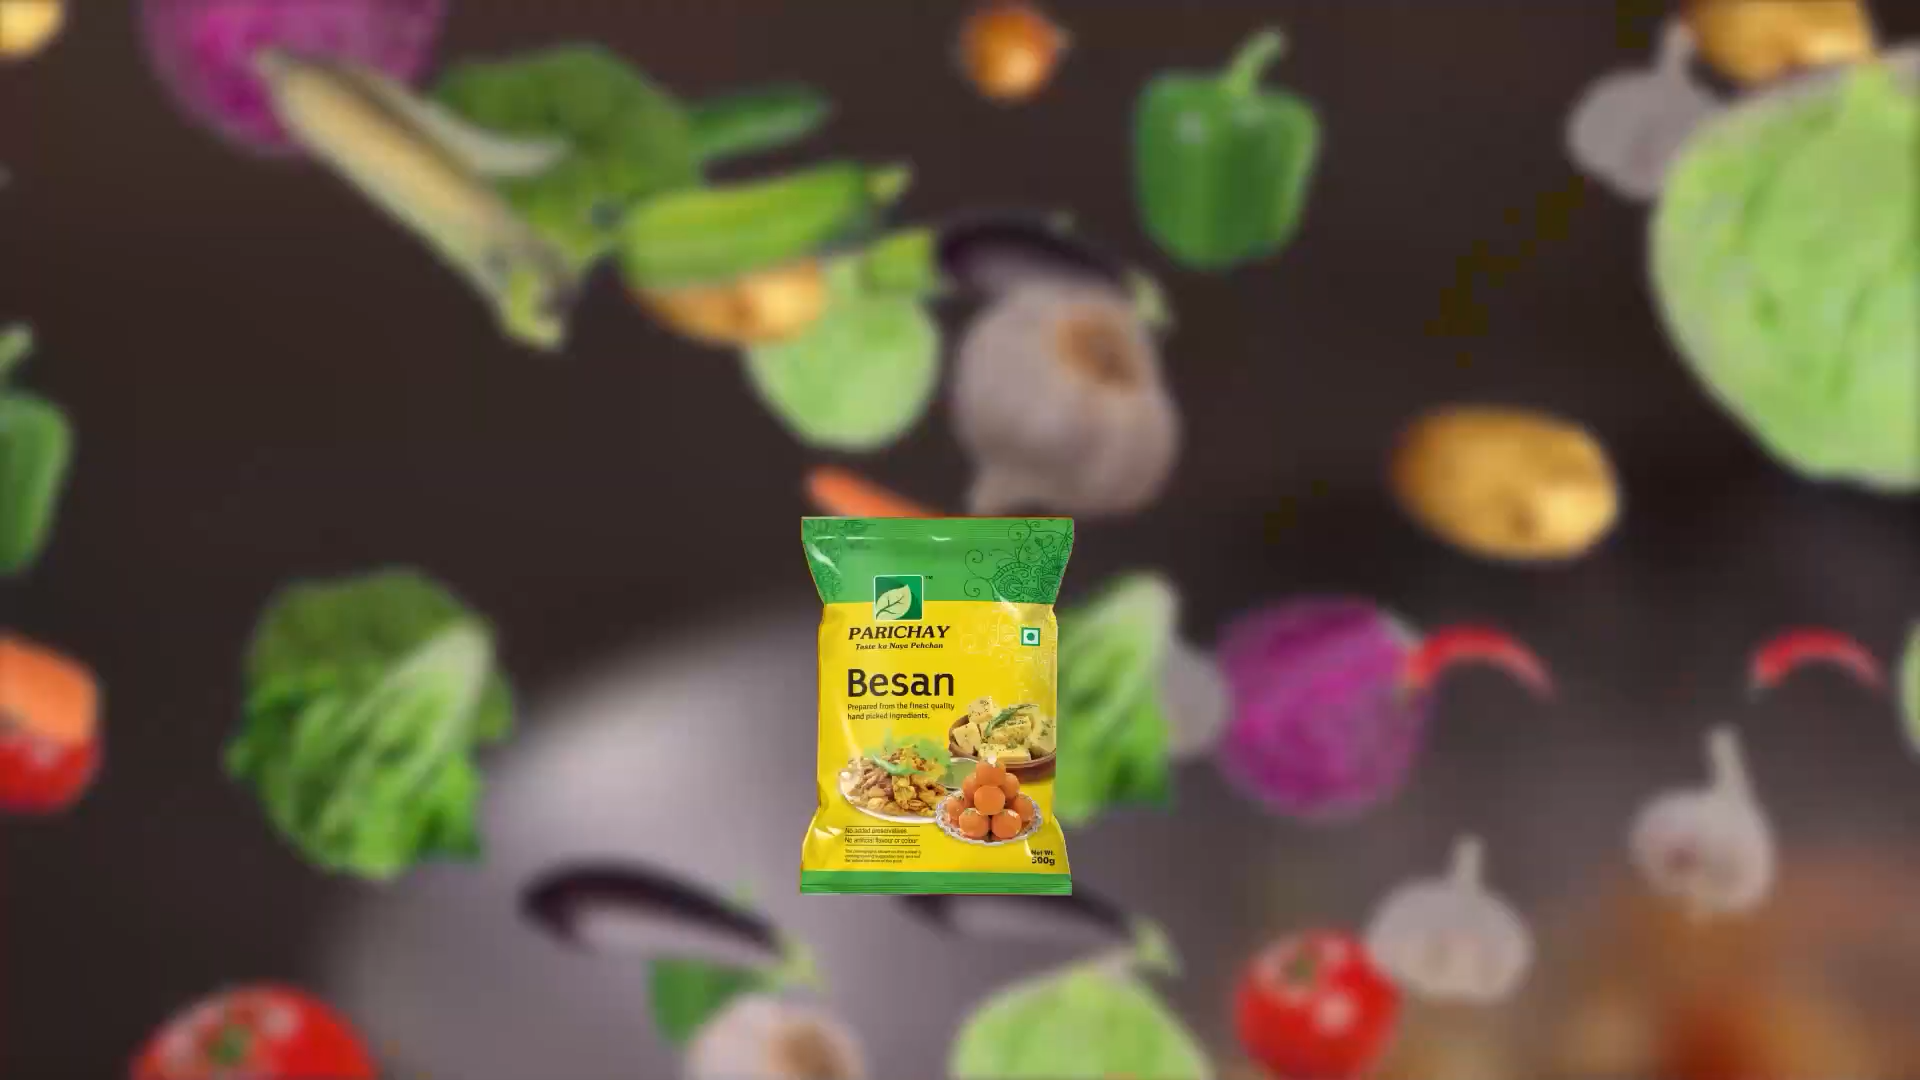 PARICHAY
™
Taste ka Naya Pehchan
Besan
Prepared from the finest quality
hand picked ingredients.
No added preservatives
No artificial flavour or colour
Net Wt.
500g